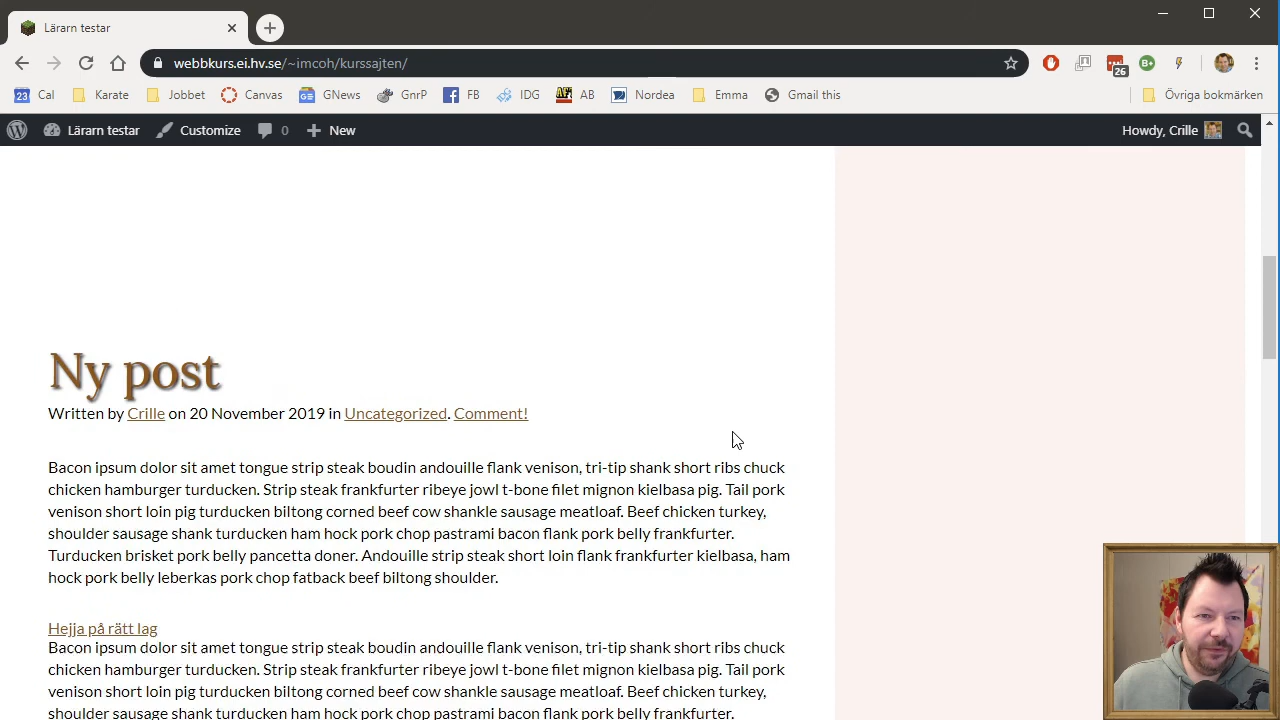 Lärarn testar
webbkurs.ei.hv.se/~imcoh/kurssajten/
26
B+
23 Cal
Karate
Jobbet
Canvas
GNews
GnrP
FB
IDG
AB
Nordea
Emma
Gmail this
Övriga bokmärken
Lärarn testar
Customize
0
New
Howdy, Crille
Ny post
Written by Crille on 20 November 2019 in Uncategorized. Comment!
Bacon ipsum dolor sit amet tongue strip steak boudin andouille flank venison, tri-tip shank short ribs chuck
chicken hamburger turducken. Strip steak frankfurter ribeye jowl t-bone filet mignon kielbasa pig. Tail pork
venison short loin pig turducken biltong corned beef cow shankle sausage meatloaf. Beef chicken turkey,
shoulder sausage shank turducken ham hock pork chop pastrami bacon flank pork belly frankfurter.
Turducken brisket pork belly pancetta doner. Andouille strip steak short loin flank frankfurter kielbasa, ham
hock pork belly leberkas pork chop fatback beef biltong shoulder.
Hejja på rätt lag
Bacon ipsum dolor sit amet tongue strip steak boudin andouille flank venison, tri-tip shank short ribs chuck
chicken hamburger turducken. Strip steak frankfurter ribeye jowl t-bone filet mignon kielbasa pig. Tail pork
venison short loin pig turducken biltong corned beef cow shankle sausage meatloaf. Beef chicken turkey,
shoulder sausage shank turducken ham hock pork chop pastrami bacon flank pork belly frankfurter.